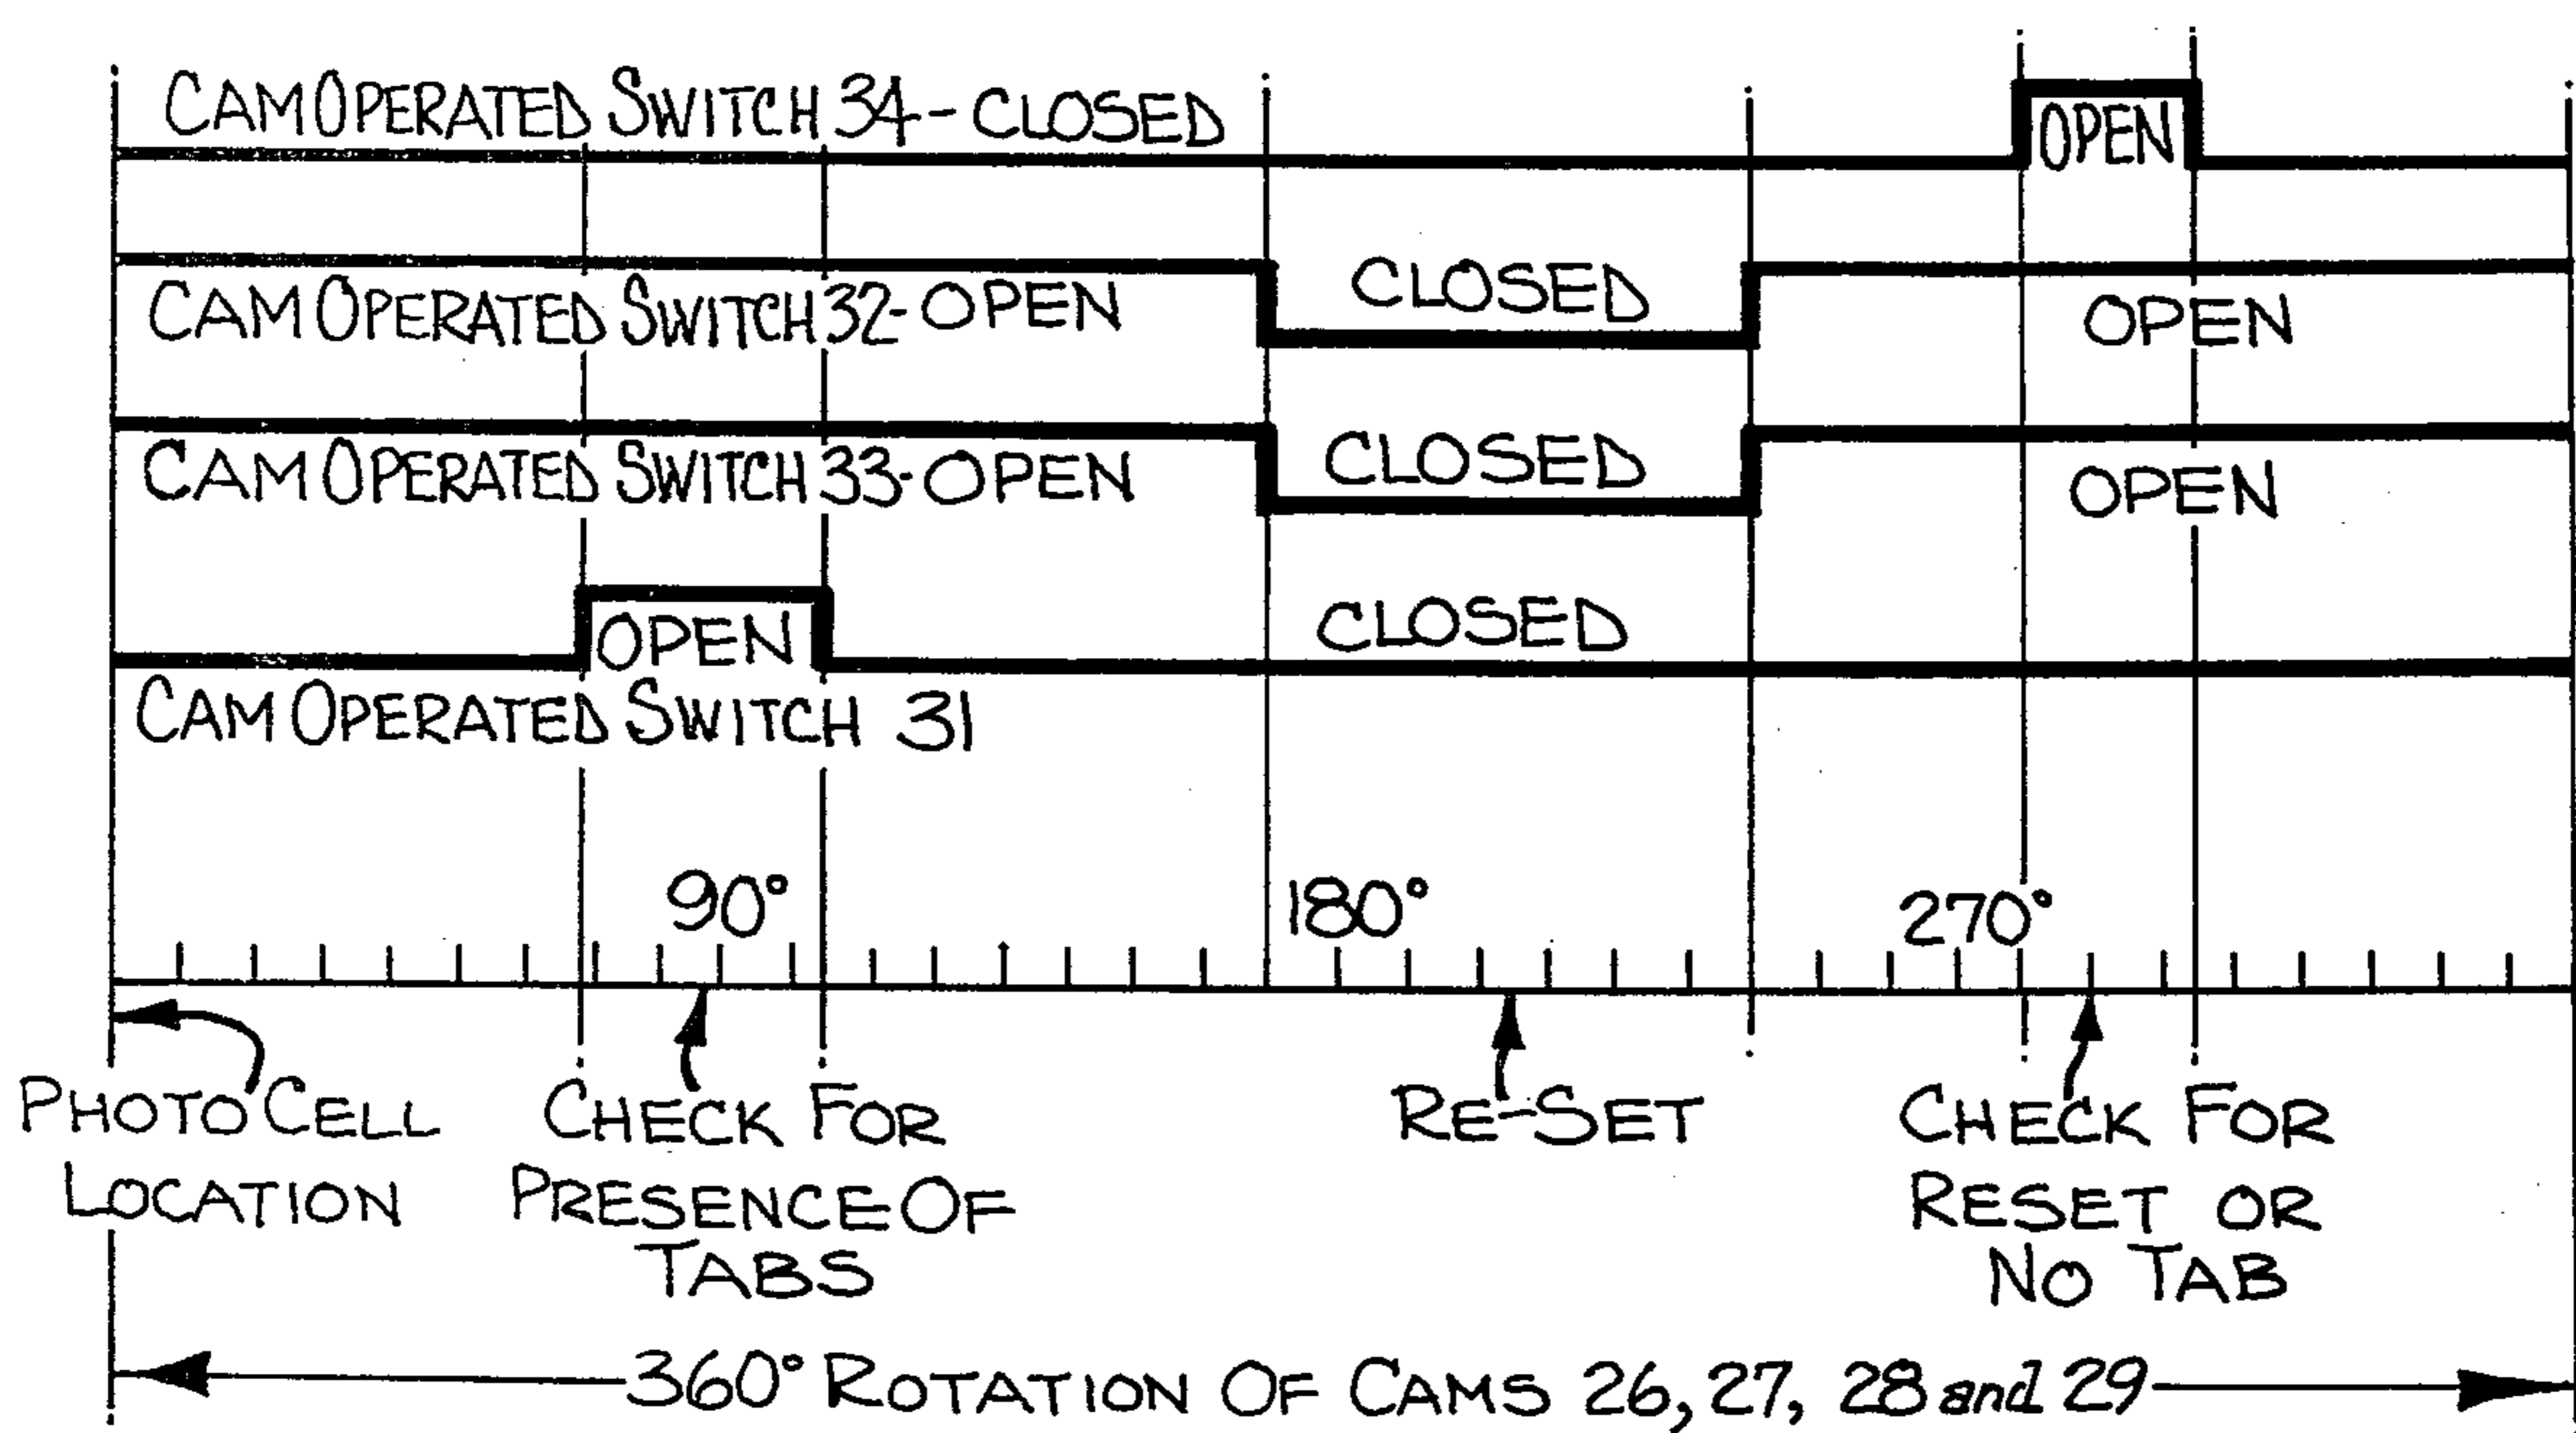 CAM OPERATED SWITCH 34 - CLOSED
OPEN
CAM OPERATED SWITCH 32 - OPEN
CLOSED
OPEN
CAM OPERATED SWITCH 33 - OPEN
CLOSED
OPEN
OPEN
CLOSED
CAM OPERATED SWITCH 31
90°
180°
270°
PHOTO CELL
LOCATION
CHECK FOR
PRESENCE OF
TABS
RE-SET
CHECK FOR
RESET OR
NO TAB
360° ROTATION OF CAMS 26, 27, 28 and 29